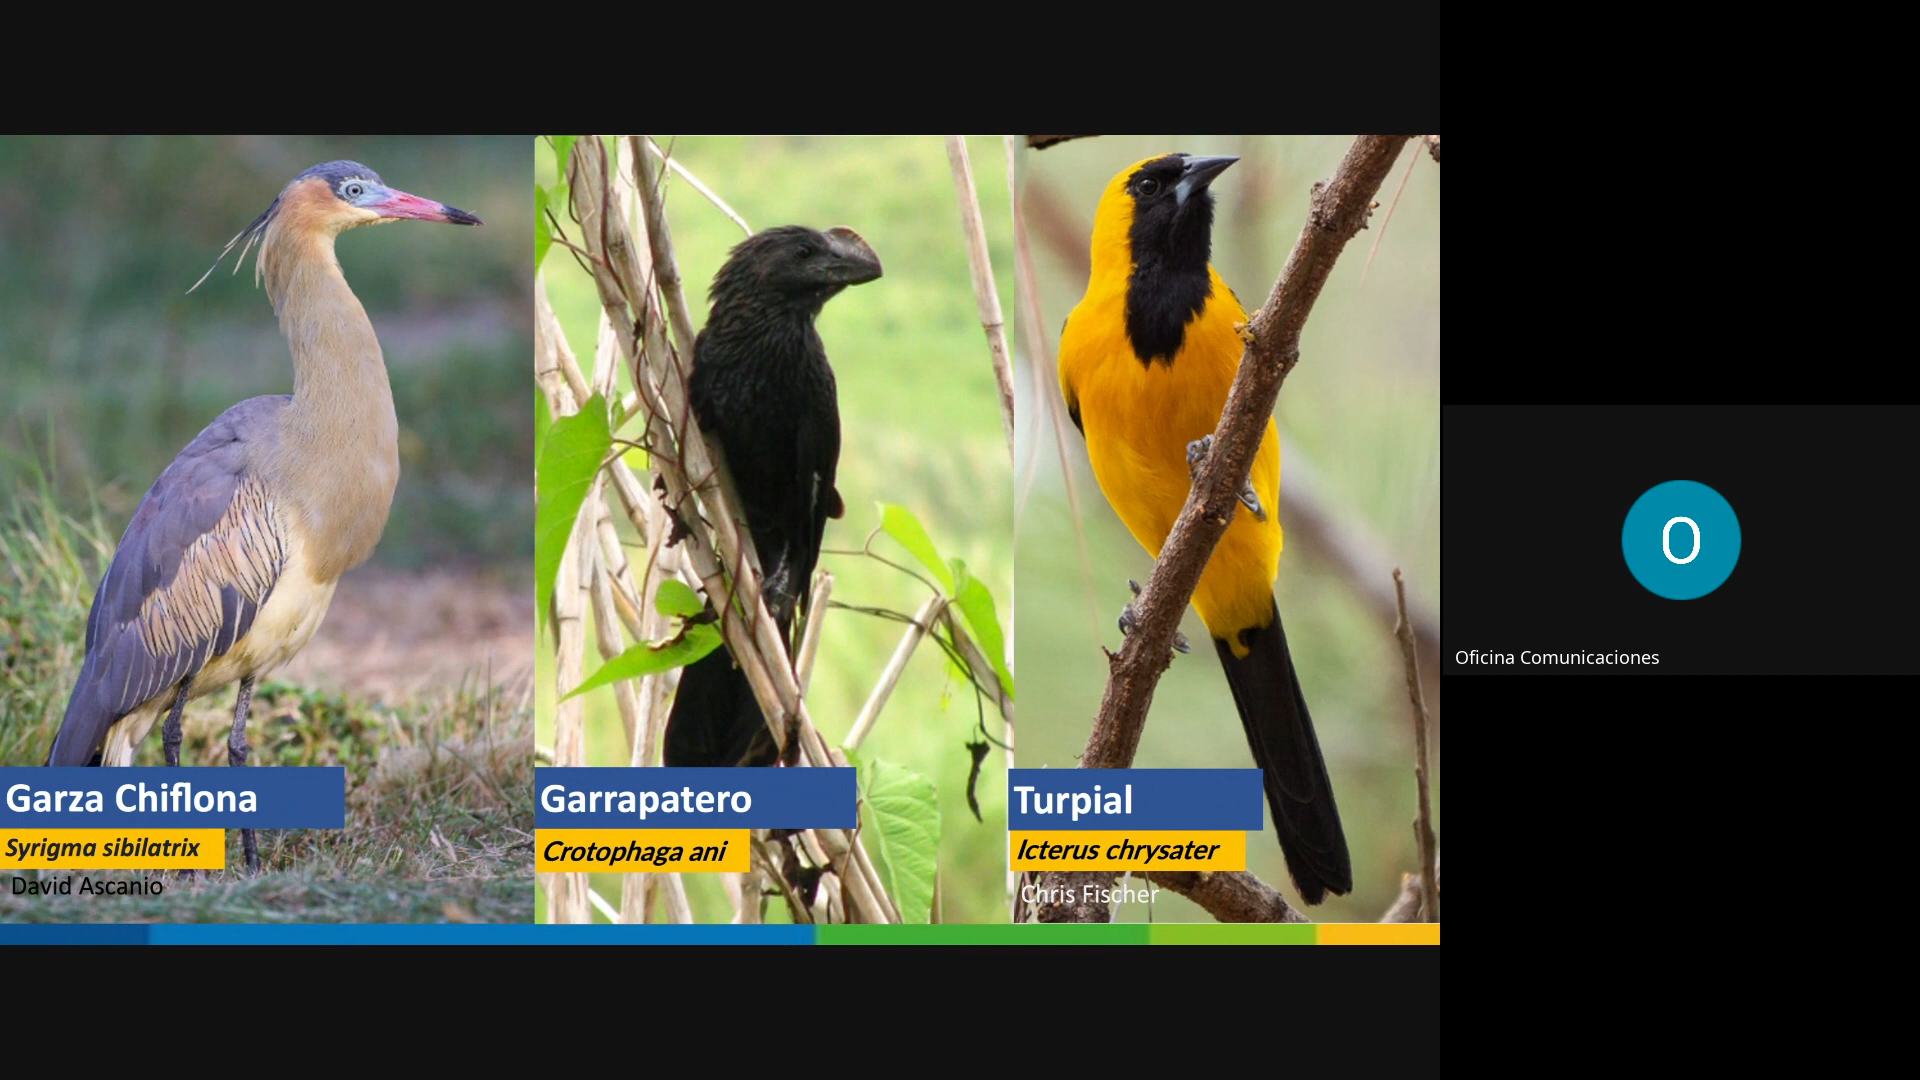 Garza Chiflona
Syrigma sibilatrix
David Ascanio
Garrapatero
Crotophaga ani
Turpial
Icterus chrysater
Chris Fischer
O
Oficina Comunicaciones